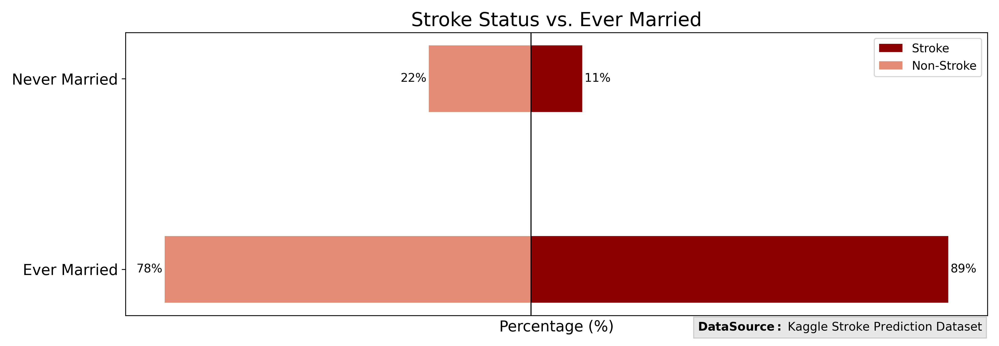 Stroke Status vs. Ever Married
Stroke
Non-Stroke
Never Married
22%
11%
Ever Married
78%
89%
Percentage (%)
DataSource: Kaggle Stroke Prediction Dataset